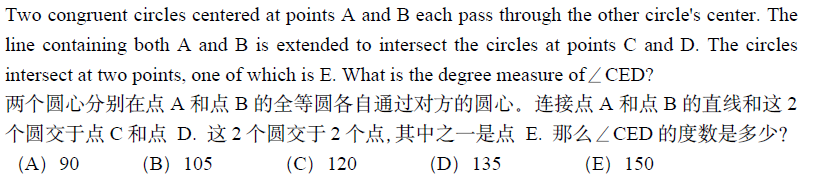 Two congruent circles centered at points A and B each pass through the other circle's center. The
line containing both A and B is extended to intersect the circles at points C and D. The circles
intersect at two points, one of which is E. What is the degree measure of∠CED?
两个圆心分别在点 A 和点 B 的全等圆各自通过对方的圆心。连接点 A 和点 B 的直线和这 2
个圆交于点 C 和点 D. 这 2 个圆交于 2 个点, 其中之一是点 E. 那么∠CED 的度数是多少?
(A) 90 (B) 105 (C) 120 (D) 135 (E) 150